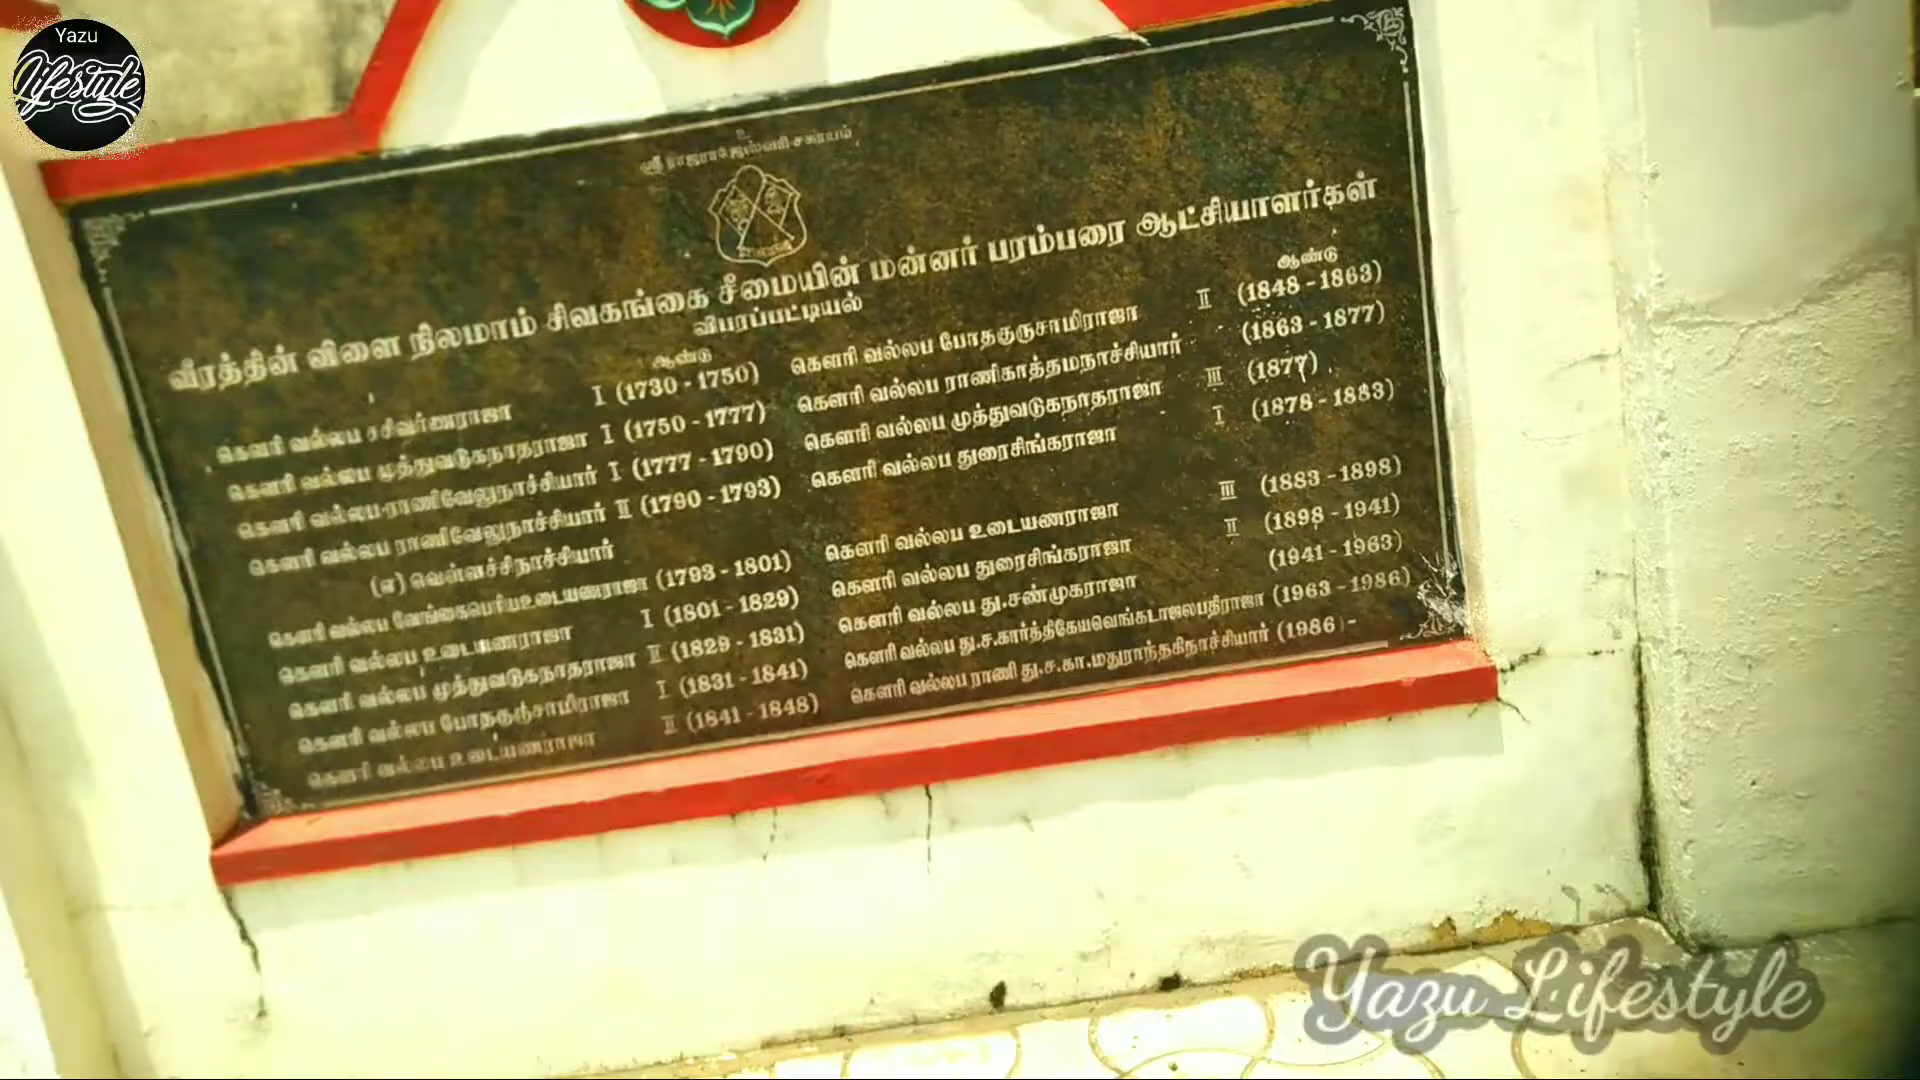 Yazu
Lifestyle
உ
ஸ்ரீ ராஜராஜேஸ்வரி சகாயம்
வீரத்தின் விளை நிலமாம் சிவகங்கை சீமையின் மன்னர் பரம்பரை ஆட்சியாளர்கள்
விபரப்பட்டியல்
ஆண்டு
கௌரி வல்லப சசிவர்ணராஜா I (1730 - 1750)
கௌரி வல்லப முத்துவடுகநாதராஜா I (1750 - 1777)
கௌரி வல்லப ராணிவேலுநாச்சியார் I (1777 - 1790)
கௌரி வல்லப ராணிவேலுநாச்சியார் II (1790 - 1793)
(எ) வெள்ளச்சிநாச்சியார்
கௌரி வல்லப வேங்கைபெரியஉடையணராஜா (1793 - 1801)
கௌரி வல்லப உடையணராஜா I (1801 - 1829)
கௌரி வல்லப முத்துவடுகநாதராஜா II (1829 - 1831)
கௌரி வல்லப போதகுருசாமிராஜா I (1831 - 1841)
கௌரி வல்லப உடையணராஜா II (1841 - 1848)
ஆண்டு
கௌரி வல்லப போதகுருசாமிராஜா II (1848 - 1863)
கௌரி வல்லப ராணிகாத்தமநாச்சியார் (1863 - 1877)
கௌரி வல்லப முத்துவடுகநாதராஜா III (1877)
கௌரி வல்லப துரைசிங்கராஜா I (1878 - 1883)
கௌரி வல்லப உடையணராஜா III (1883 - 1898)
கௌரி வல்லப துரைசிங்கராஜா II (1898 - 1941)
கௌரி வல்லப து.சண்முகராஜா (1941 - 1963)
கௌரி வல்லப து.ச.கார்த்திகேயவெங்கடாஜலபதிராஜா (1963 - 1986)
கௌரி வல்லப ராணி து.ச.கா.மதுராந்தகிநாச்சியார் (1986) -
Yazu Lifestyle